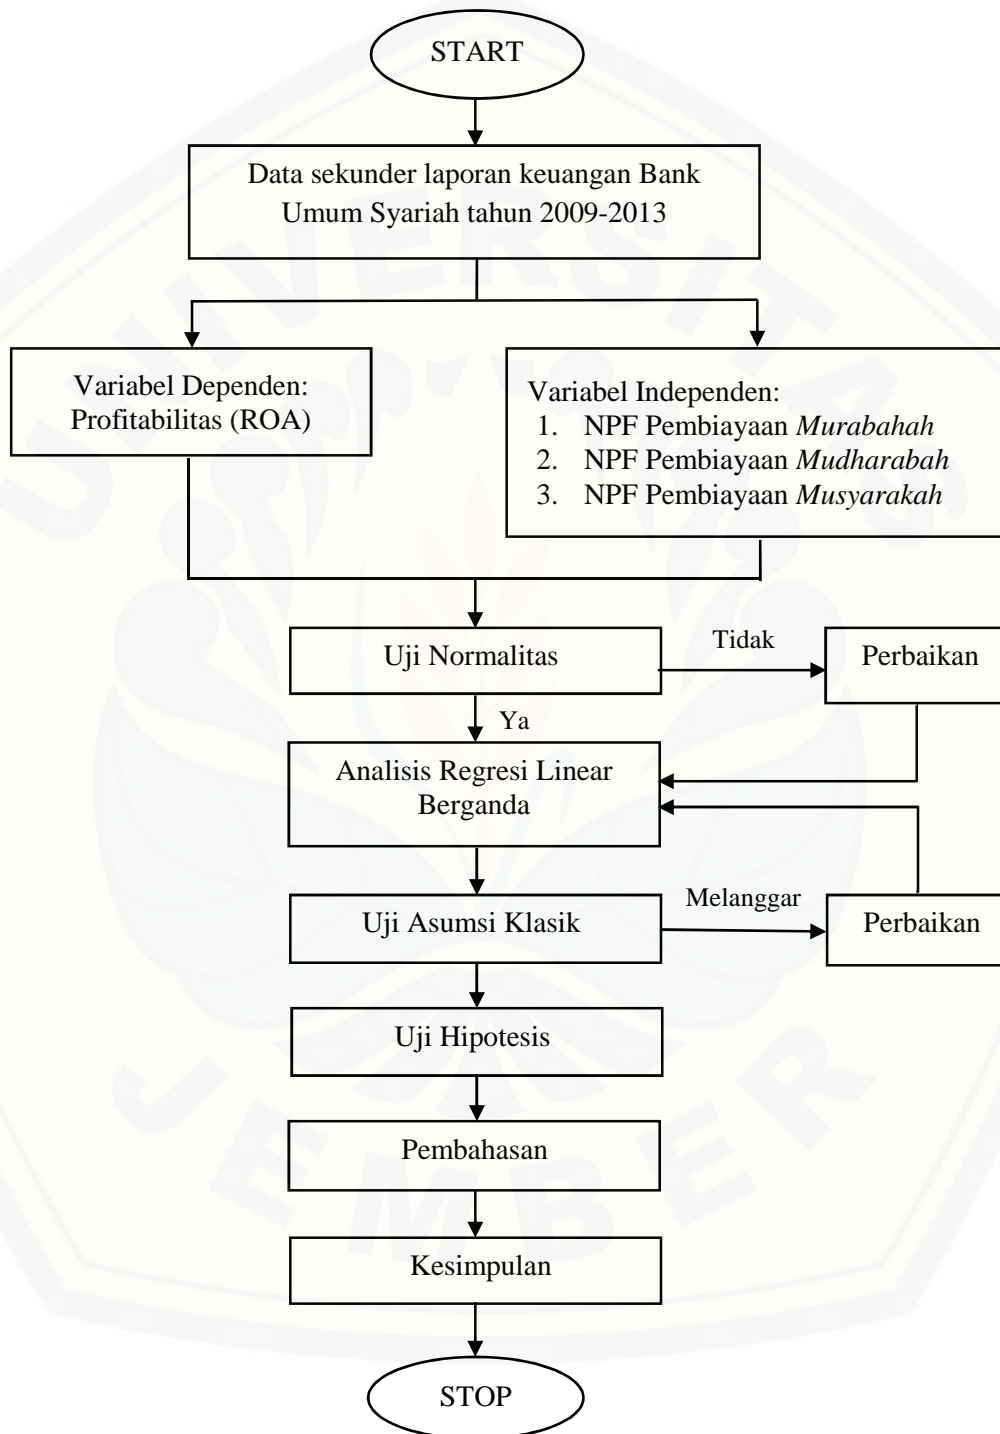 START
Data sekunder laporan keuangan Bank
Umum Syariah tahun 2009-2013
Variabel Dependen:
Profitabilitas (ROA)
Variabel Independen:
1. NPF Pembiayaan Murabahah
2. NPF Pembiayaan Mudharabah
3. NPF Pembiayaan Musyarakah
Uji Normalitas
Tidak
Perbaikan
Ya
Analisis Regresi Linear
Berganda
Uji Asumsi Klasik
Melanggar
Perbaikan
Uji Hipotesis
Pembahasan
Kesimpulan
STOP
UNIVERSITAS
JEMBER